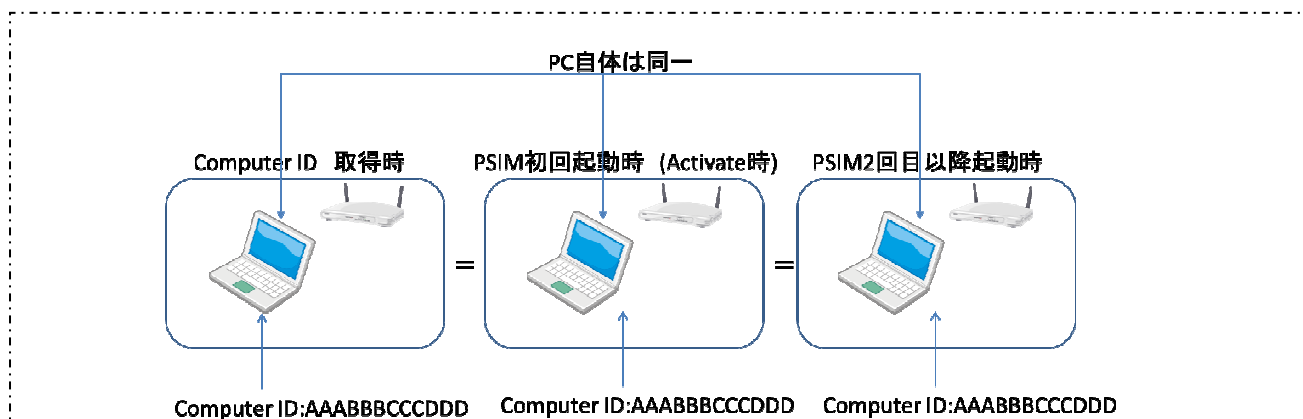 PC自体は同一
Computer ID 取得時
PSIM初回起動時 (Activate時)
PSIM2回目以降起動時
=
=
Computer ID:AAABBBCCCDDD
Computer ID:AAABBBCCCDDD
Computer ID:AAABBBCCCDDD